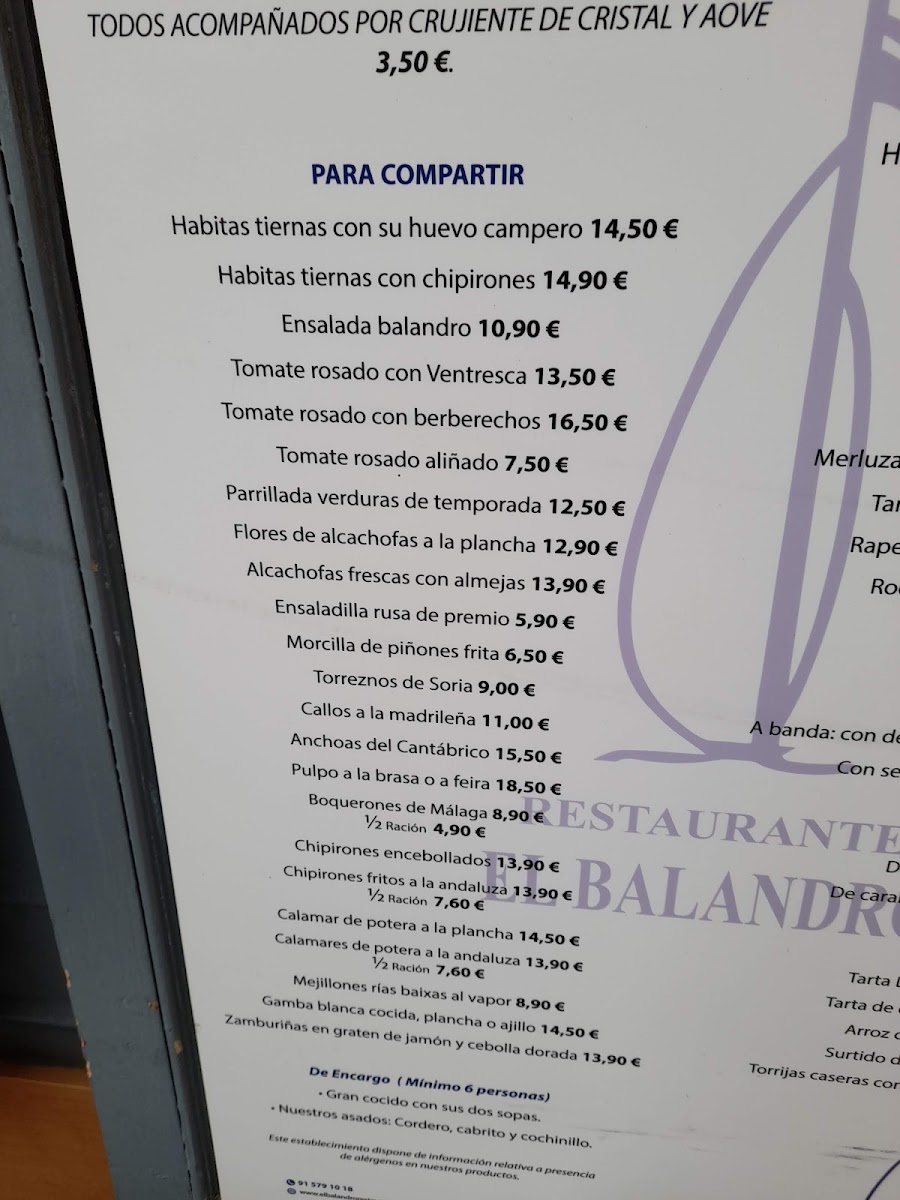 TODOS ACOMPAÑADOS POR CRUJIENTE DE CRISTAL Y AOVE
3,50 €.
PARA COMPARTIR
Habitas tiernas con su huevo campero 14,50 €
Habitas tiernas con chipirones 14,90 €
Ensalada balandro 10,90 €
Tomate rosado con Ventresca 13,50 €
Tomate rosado con berberechos 16,50 €
Tomate rosado aliñado 7,50 €
Parrillada verduras de temporada 12,50 €
Flores de alcachofas a la plancha 12,90 €
Alcachofas frescas con almejas 13,90 €
Ensaladilla rusa de premio 5,90 €
Morcilla de piñones frita 6,50 €
Torreznos de Soria 9,00 €
Callos a la madrileña 11,00 €
Anchoas del Cantábrico 15,50 €
Pulpo a la brasa o a feira 18,50 €
Boquerones de Málaga 8,90 €
½ Ración 4,90 €
Chipirones encebollados 13,90 €
Chipirones fritos a la andaluza 13,90 €
½ Ración 7,60 €
Calamar de potera a la plancha 14,50 €
Calamares de potera a la andaluza 13,90 €
½ Ración 7,60 €
Mejillones rías baixas al vapor 8,90 €
Gamba blanca cocida, plancha o ajillo 14,50 €
Zamburiñas en graten de jamón y cebolla dorada 13,90 €
De Encargo ( Mínimo 6 personas)
• Gran cocido con sus dos sopas.
• Nuestros asados: Cordero, cabrito y cochinillo.
Este establecimiento dispone de información relativa a presencia
de alérgenos en nuestros productos.
91 579 10 18
RESTAURANTE
EL BALANDRO
H
Merluza
Tar
Rape
Ro
A banda: con de
Con se
D
De cara
Tarta
Tarta de
Arroz
Surtido d
Torrijas caseras con